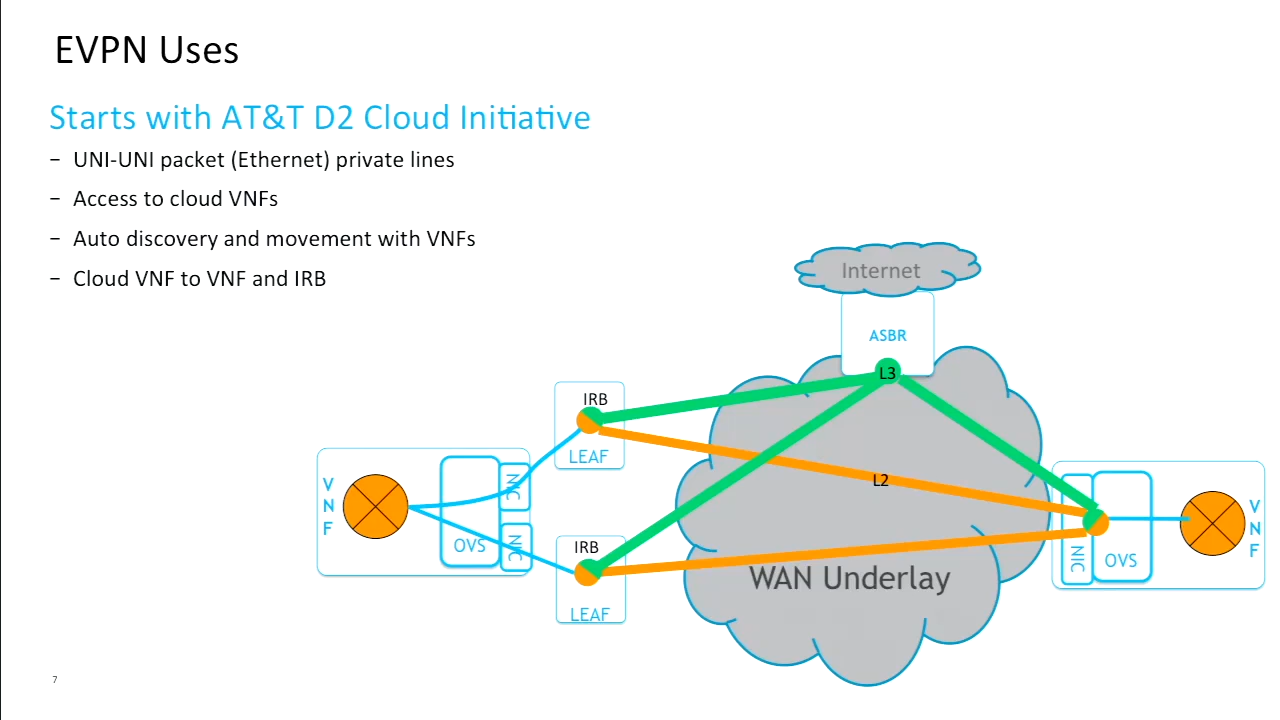 EVPN Uses
Starts with AT&T D2 Cloud Initiative
– UNI-UNI packet (Ethernet) private lines
– Access to cloud VNFs
– Auto discovery and movement with VNFs
– Cloud VNF to VNF and IRB
Internet
ASBR
L3
IRB
LEAF
L2
VNF
NIC
OVS
NIC
IRB
LEAF
WAN Underlay
NIC
OVS
VNF
7